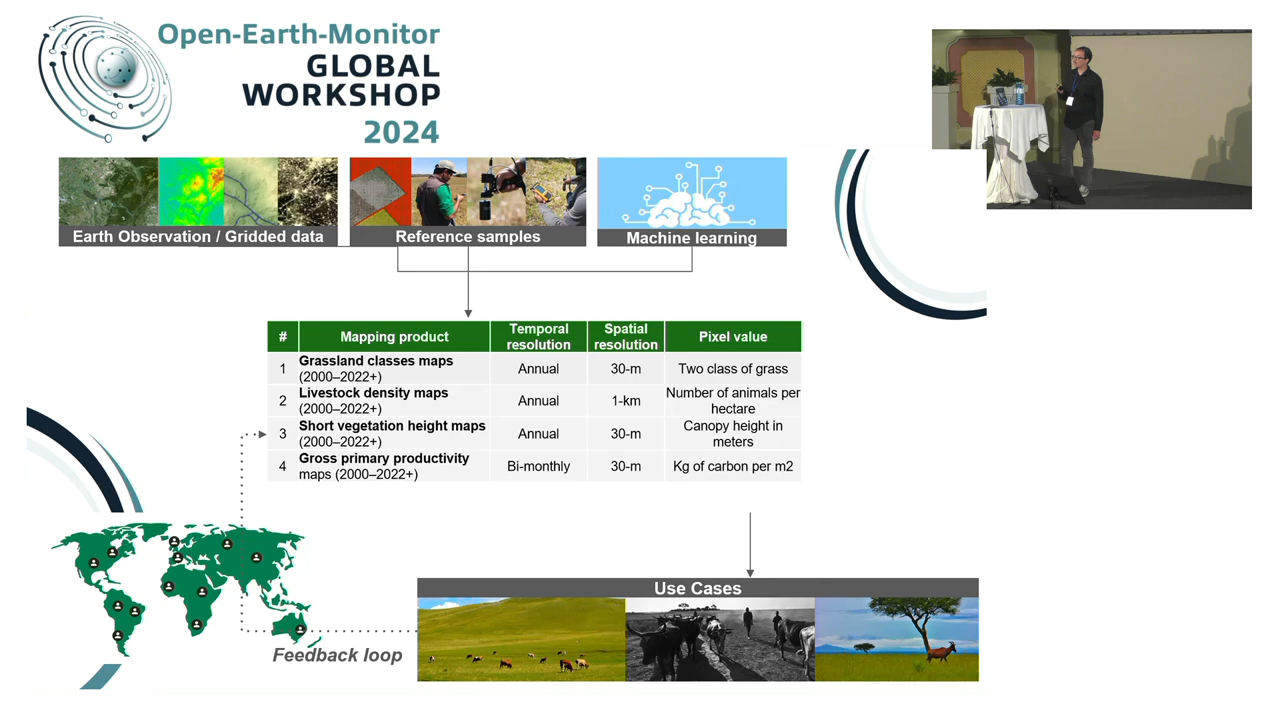 Open-Earth-Monitor
GLOBAL
WORKSHOP
2024
Earth Observation / Gridded data
Reference samples
Machine learning
# Mapping product Temporal resolution Spatial resolution Pixel value
1 Grassland classes maps (2000–2022+) Annual 30-m Two class of grass
2 Livestock density maps (2000–2022+) Annual 1-km Number of animals per hectare
3 Short vegetation height maps (2000–2022+) Annual 30-m Canopy height in meters
4 Gross primary productivity maps (2000–2022+) Bi-monthly 30-m Kg of carbon per m2
Use Cases
Feedback loop